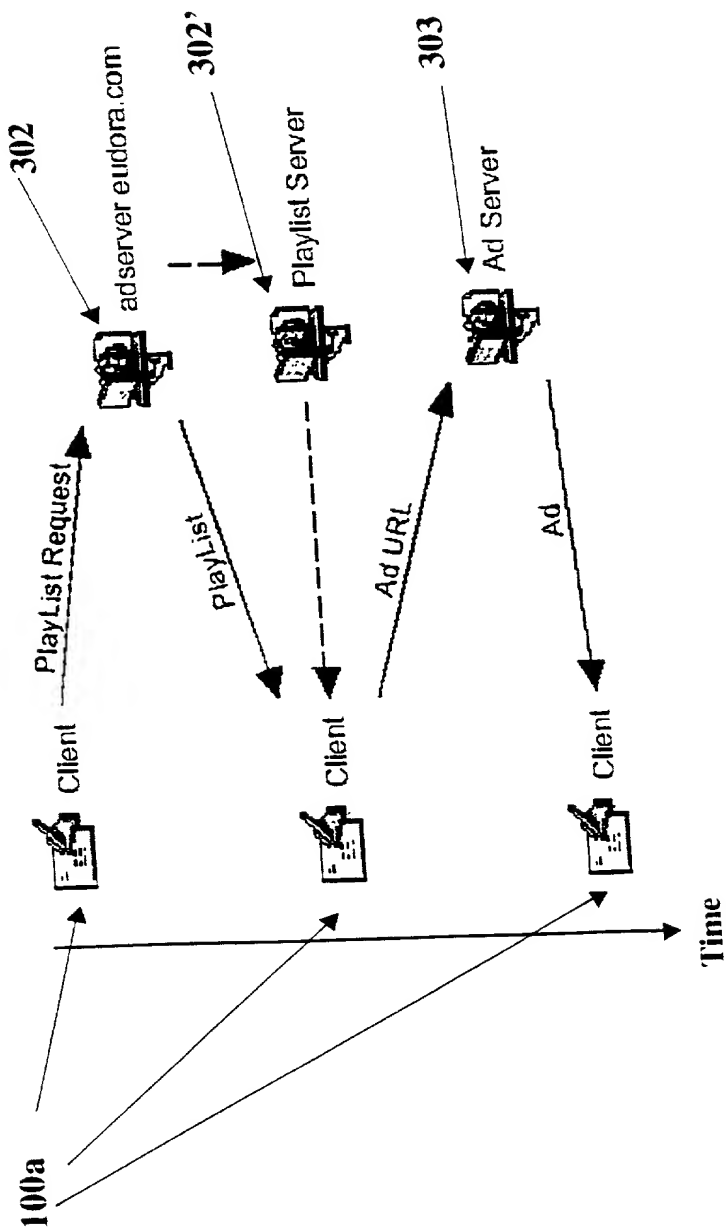 302
adserver eudora.com
PlayList Request
Client
302'
Playlist Server
PlayList
Client
303
Ad URL
Ad Server
Ad
Client
100a
Time